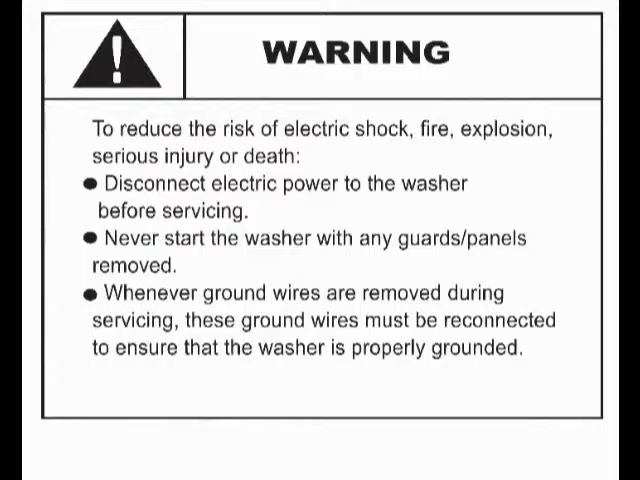 WARNING
To reduce the risk of electric shock, fire, explosion,
serious injury or death:
● Disconnect electric power to the washer
before servicing.
● Never start the washer with any guards/panels
removed.
● Whenever ground wires are removed during
servicing, these ground wires must be reconnected
to ensure that the washer is properly grounded.